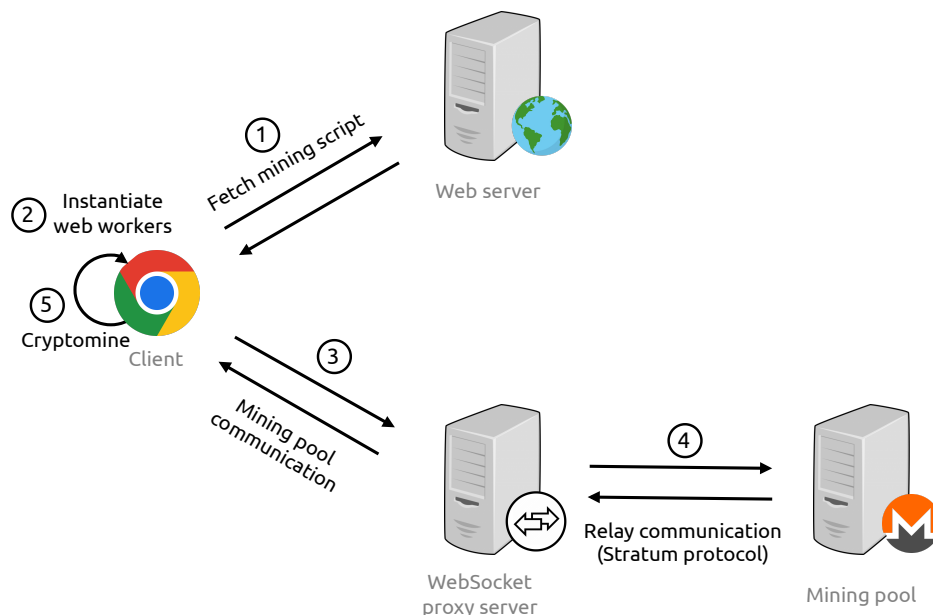 1
Fetch mining script
Web server
2
Instantiate
web workers
5
Cryptomine
Client
3
Mining pool
communication
4
Relay communication
(Stratum protocol)
WebSocket
proxy server
Mining pool